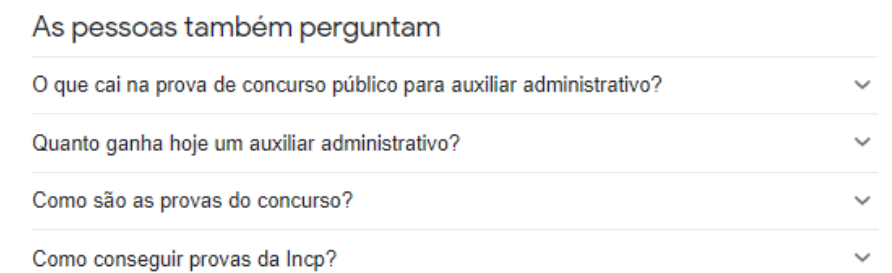 As pessoas também perguntam
O que cai na prova de concurso público para auxiliar administrativo?
Quanto ganha hoje um auxiliar administrativo?
Como são as provas do concurso?
Como conseguir provas da Incp?